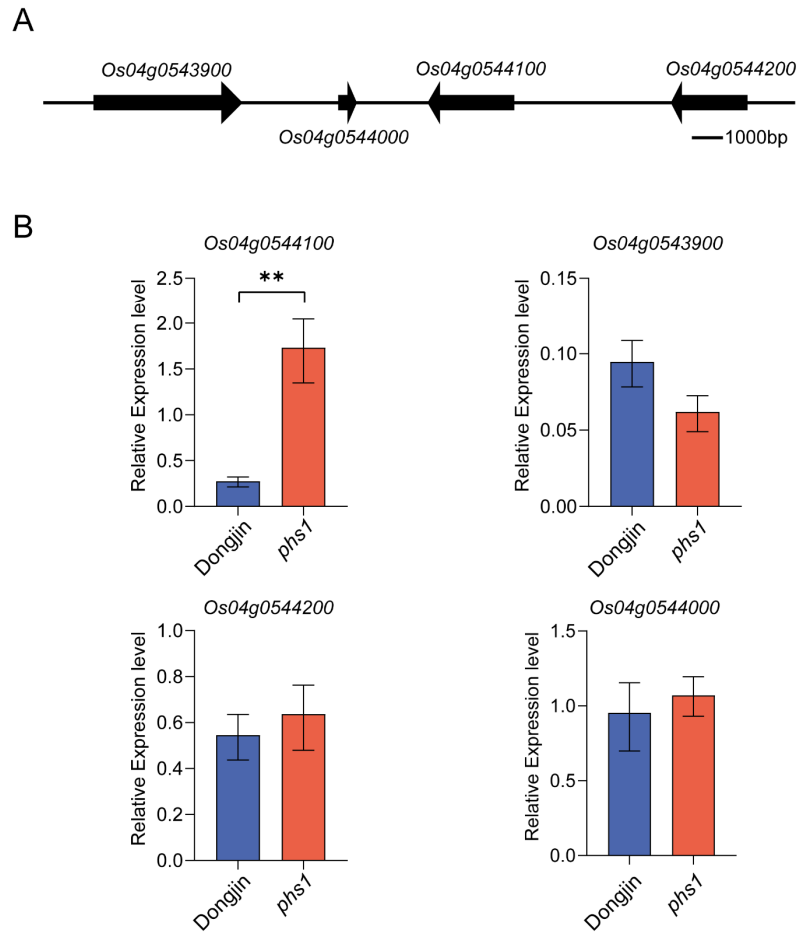 A
Os04g0543900
Os04g0544100
Os04g0544200
Os04g0544000
1000bp
B
Os04g0544100
Relative Expression level
2.5
2.0
1.5
1.0
0.5
0.0
**
Dongjin
phs1
Os04g0543900
Relative Expression level
0.15
0.10
0.05
0.00
Dongjin
phs1
Os04g0544200
Relative Expression level
1.0
0.8
0.6
0.4
0.2
0.0
Dongjin
phs1
Os04g0544000
Relative Expression level
1.5
1.0
0.5
0.0
Dongjin
phs1